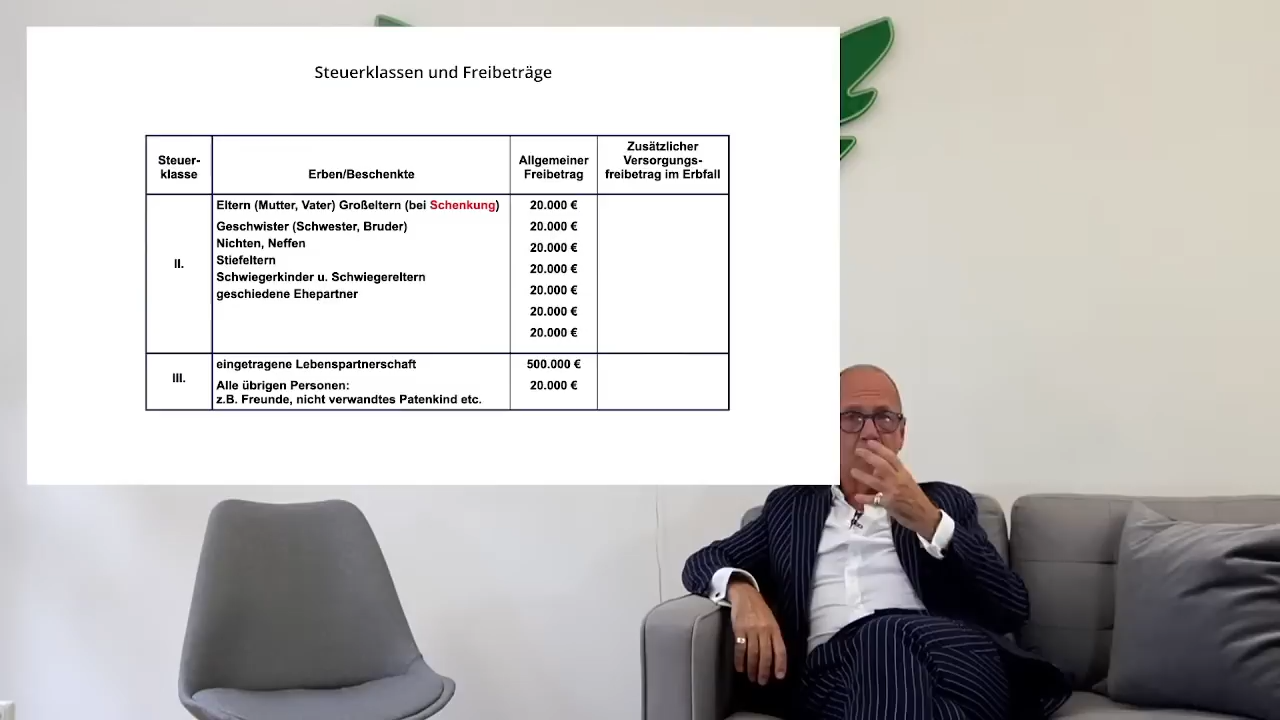 Steuerklassen und Freibeträge
Steuer-
klasse
Erben/Beschenkte
Allgemeiner
Freibetrag
Zusätzlicher
Versorgungs-
freibetrag im Erbfall
II.
Eltern (Mutter, Vater) Großeltern (bei Schenkung)
Geschwister (Schwester, Bruder)
Nichten, Neffen
Stiefeltern
Schwiegerkinder u. Schwiegereltern
geschiedene Ehepartner
20.000 €
20.000 €
20.000 €
20.000 €
20.000 €
20.000 €
20.000 €
III.
eingetragene Lebenspartnerschaft
500.000 €
Alle übrigen Personen:
z.B. Freunde, nicht verwandtes Patenkind etc.
20.000 €